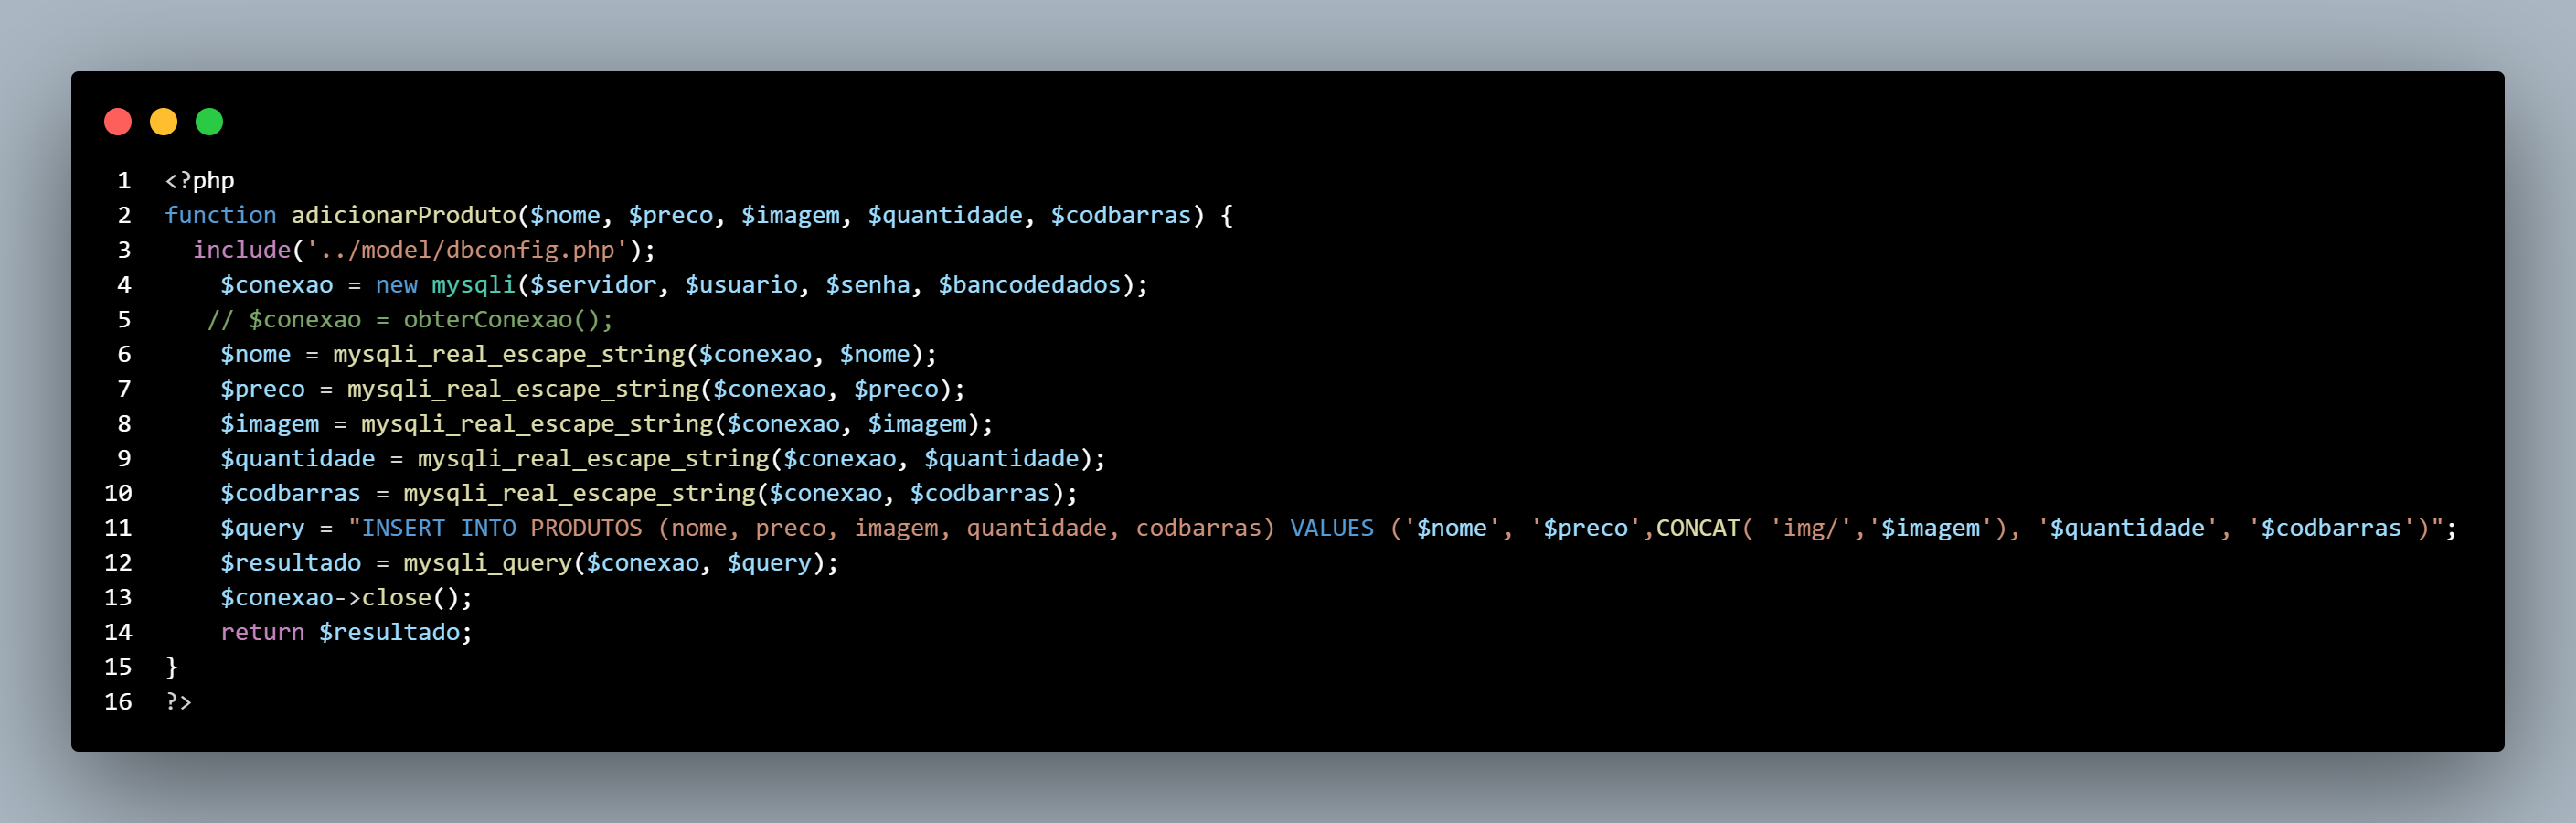 1 <?php
2 function adicionarProduto($nome, $preco, $imagem, $quantidade, $codbarras) {
3   include('../model/dbconfig.php');
4     $conexao = new mysqli($servidor, $usuario, $senha, $bancodedados);
5    // $conexao = obterConexao();
6     $nome = mysqli_real_escape_string($conexao, $nome);
7     $preco = mysqli_real_escape_string($conexao, $preco);
8     $imagem = mysqli_real_escape_string($conexao, $imagem);
9     $quantidade = mysqli_real_escape_string($conexao, $quantidade);
10     $codbarras = mysqli_real_escape_string($conexao, $codbarras);
11     $query = "INSERT INTO PRODUTOS (nome, preco, imagem, quantidade, codbarras) VALUES ('$nome', '$preco',CONCAT( 'img/','$imagem'), '$quantidade', '$codbarras')";
12     $resultado = mysqli_query($conexao, $query);
13     $conexao->close();
14     return $resultado;
15 }
16 ?>